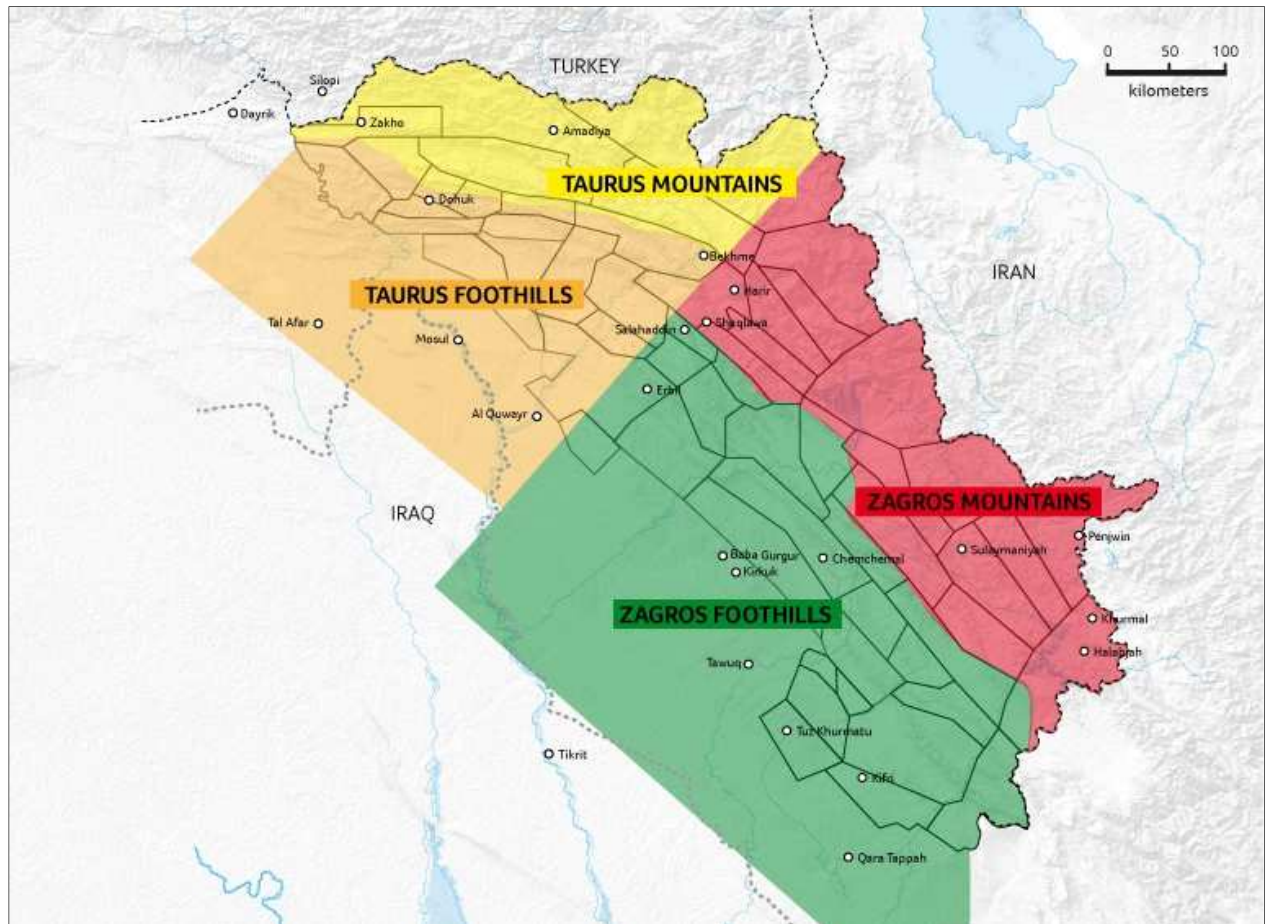 TURKEY
0 50 100
kilometers
Silopi
Dayrik
Zakho
Amadiya
TAURUS MOUNTAINS
Dohuk
Bekhme
IRAN
Harir
TAURUS FOOTHILLS
Tal Afar
Shaqlawa
Salahaddin
Mosul
Erbil
Al Quwayr
ZAGROS MOUNTAINS
IRAQ
Penjwin
Sulaymaniyah
Baba Gurgur
Chemchemal
Kirkuk
ZAGROS FOOTHILLS
Khurmal
Halabjah
Tawuq
Tuz Khurmatu
Tikrit
Kifri
Qara Tappah